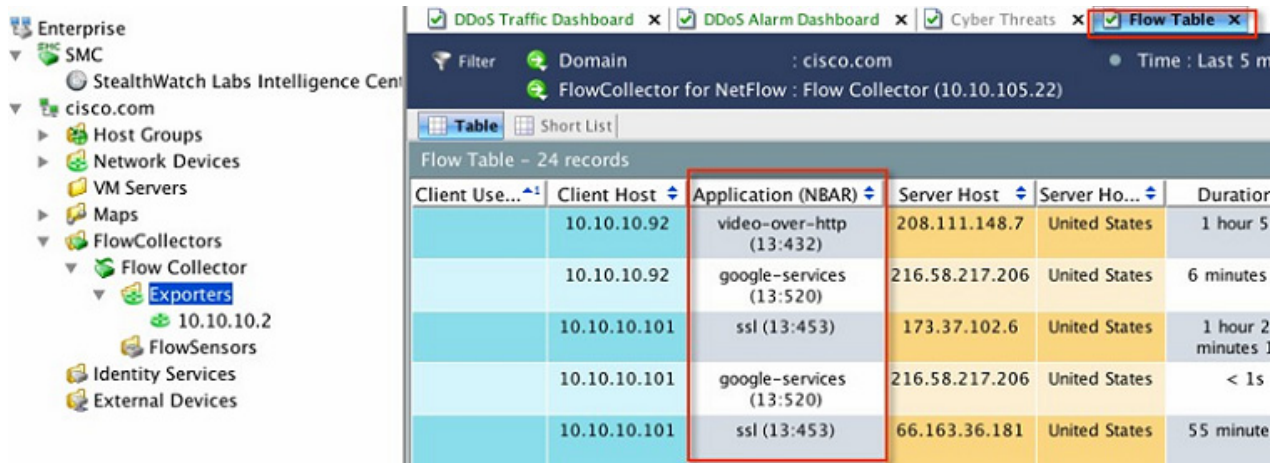 Enterprise
SMC
StealthWatch Labs Intelligence Cent
cisco.com
Host Groups
Network Devices
VM Servers
Maps
FlowCollectors
Flow Collector
Exporters
10.10.10.2
FlowSensors
Identity Services
External Devices
DDoS Traffic Dashboard x DDoS Alarm Dashboard x Cyber Threats x Flow Table x
Filter Domain : cisco.com Time : Last 5 m
FlowCollector for NetFlow : Flow Collector (10.10.105.22)
Table Short List
Flow Table – 24 records
Client Use... 1 Client Host Application (NBAR) Server Host Server Ho... Duration
10.10.10.92 video-over-http 208.111.148.7 United States 1 hour 5
(13:432)
10.10.10.92 google-services 216.58.217.206 United States 6 minutes
(13:520)
10.10.10.101 ssl (13:453) 173.37.102.6 United States 1 hour 2
minutes 1
10.10.10.101 google-services 216.58.217.206 United States < 1s
(13:520)
10.10.10.101 ssl (13:453) 66.163.36.181 United States 55 minute